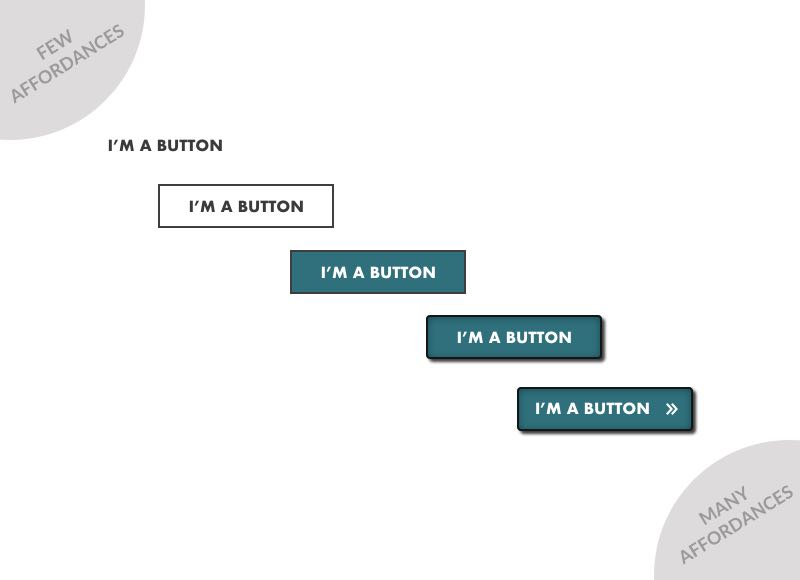 FEW
AFFORDANCES
I’M A BUTTON
I’M A BUTTON
I’M A BUTTON
I’M A BUTTON
I’M A BUTTON »
MANY
AFFORDANCES